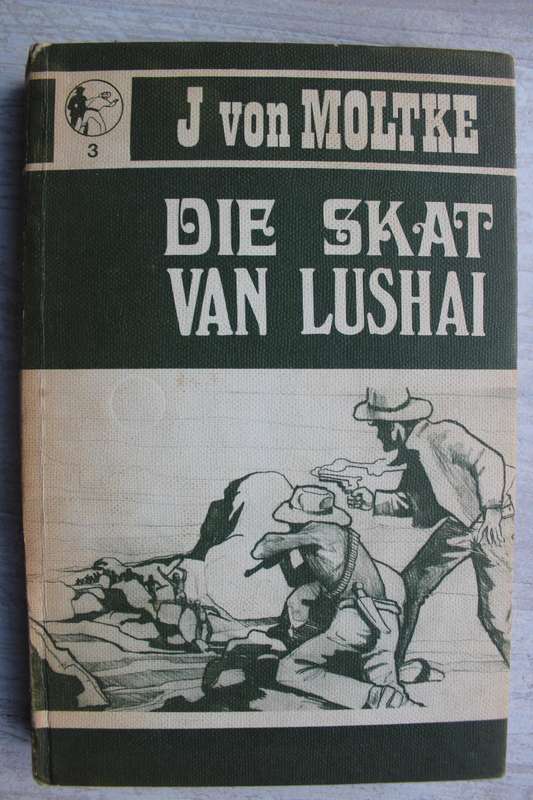 J von MOLTKE
3
DIE SKAT
VAN LUSHAI